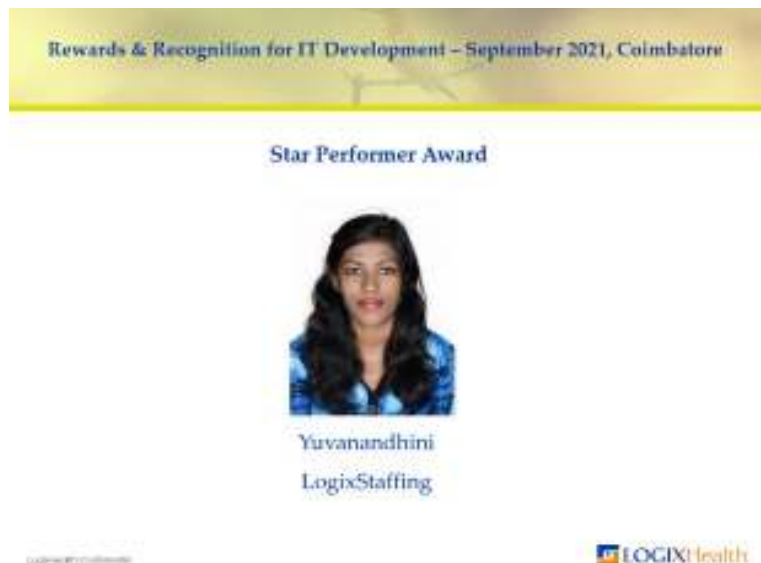 Rewards & Recognition for IT Development – September 2021, Coimbatore
Star Performer Award
Yuvanandhini
LogixStaffing
LOGIXHealth